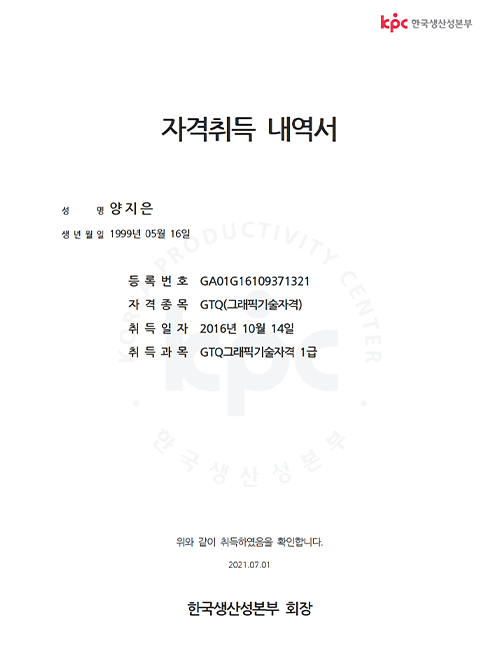 kpc 한국생산성본부
자격취득 내역서
성 명 양지은
생년월일 1999년 05월 16일
등록번호 GA01G16109371321
자격종목 GTQ(그래픽기술자격)
취득일자 2016년 10월 14일
취득과목 GTQ그래픽기술자격 1급
KOREA PRODUCTIVITY CENTER
kpc
한국생산성본부
위와 같이 취득하였음을 확인합니다.
2021.07.01
한국생산성본부 회장